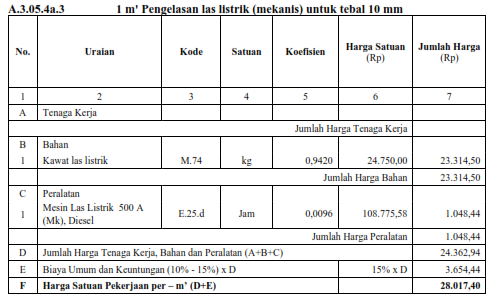 A.3.05.4a.3 1 m' Pengelasan las listrik (mekanis) untuk tebal 10 mm
No. Uraian Kode Satuan Koefisien Harga Satuan (Rp) Jumlah Harga (Rp)
1 2 3 4 5 6 7
A Tenaga Kerja
Jumlah Harga Tenaga Kerja
B Bahan
1 Kawat las listrik M.74 kg 0,9420 24.750,00 23.314,50
Jumlah Harga Bahan 23.314,50
C Peralatan
1 Mesin Las Listrik 500 A (Mk), Diesel E.25.d Jam 0,0096 108.775,58 1.048,44
Jumlah Harga Peralatan 1.048,44
D Jumlah Harga Tenaga Kerja, Bahan dan Peralatan (A+B+C) 24.362,94
E Biaya Umum dan Keuntungan (10% - 15%) x D 15% x D 3.654,44
F Harga Satuan Pekerjaan per – m' (D+E) 28.017,40